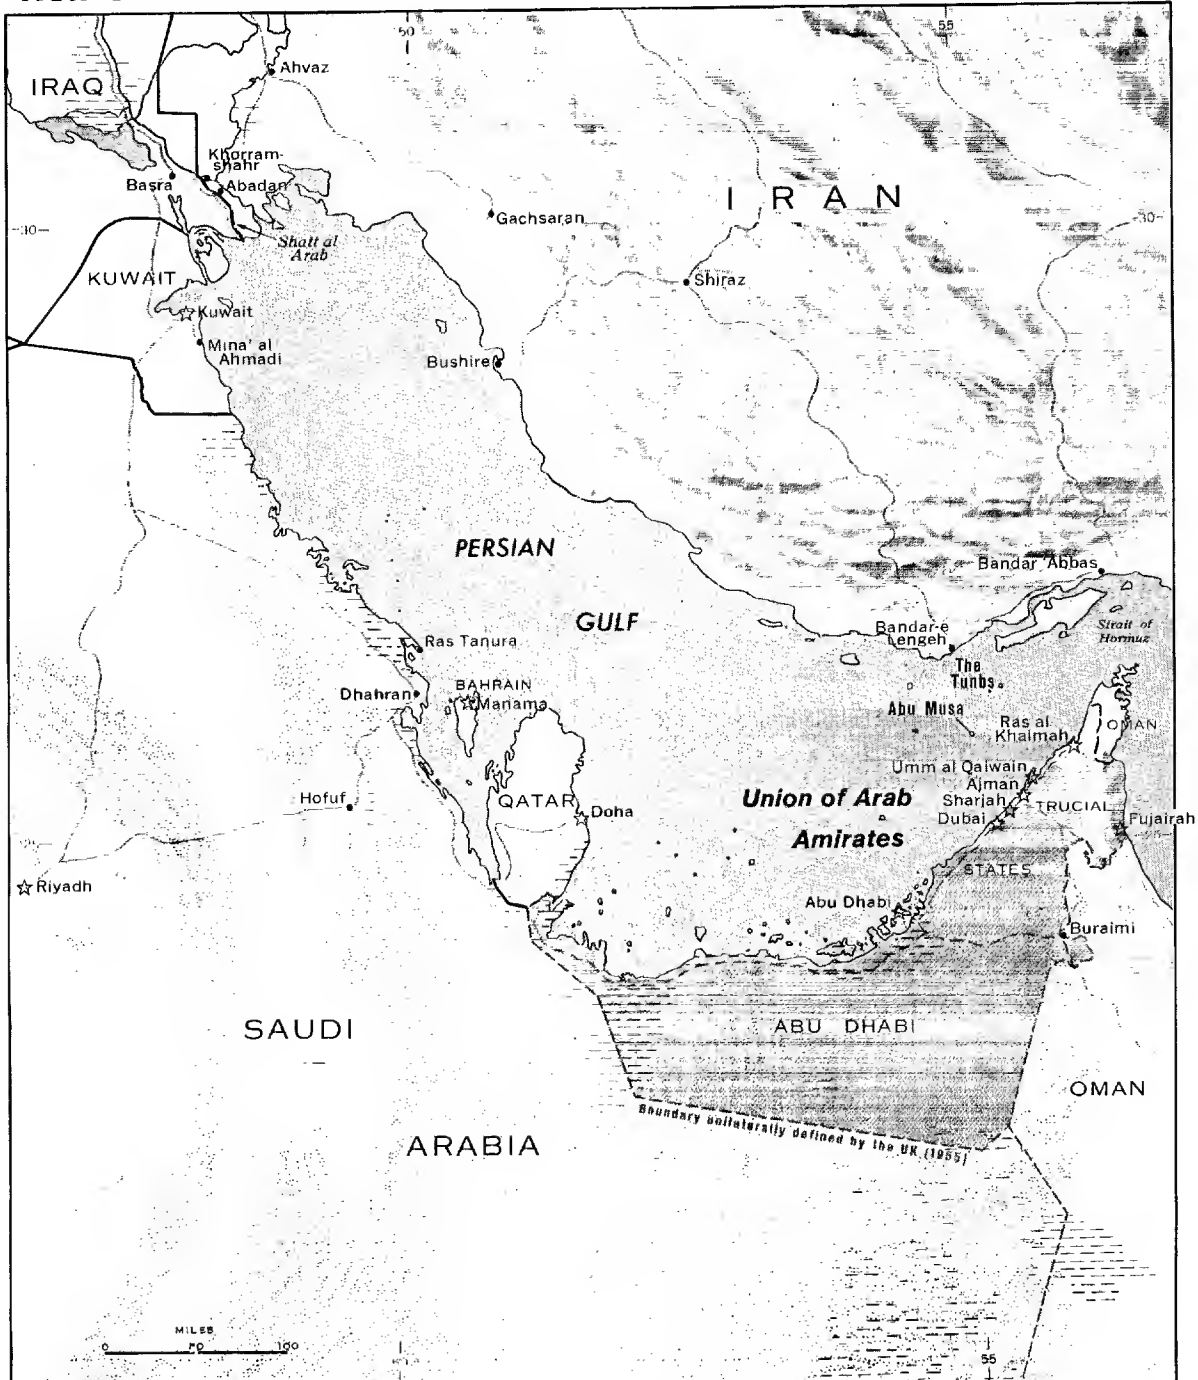 50
55
IRAQ
Ahvaz
Khorram-
shahr
Basra
Abadan
IRAN
Gachsaran
30
30
Shatt al
Arab
KUWAIT
Shiraz
Kuwait
Mina' al
Ahmadi
Bushire
PERSIAN
GULF
Bandar 'Abbas
Bandar-e
engeh
Strait of
Hormuz
Ras Tanura
The
Tunbs
Dhahran
BAHRAIN
Manama
Abu Musa
Ras al
Khaimah
OMAN
Umm al Qaiwain
Ajman
Sharjah
Dubai
TRUCIAL
STATES
Fujairah
Hofuf
QATAR
Doha
Union of Arab
Amirates
Riyadh
Abu Dhabi
Buraimi
SAUDI
ARABIA
ABU DHABI
OMAN
Boundary unilaterally defined by the UK (1955)
MILES
0 50 100
55